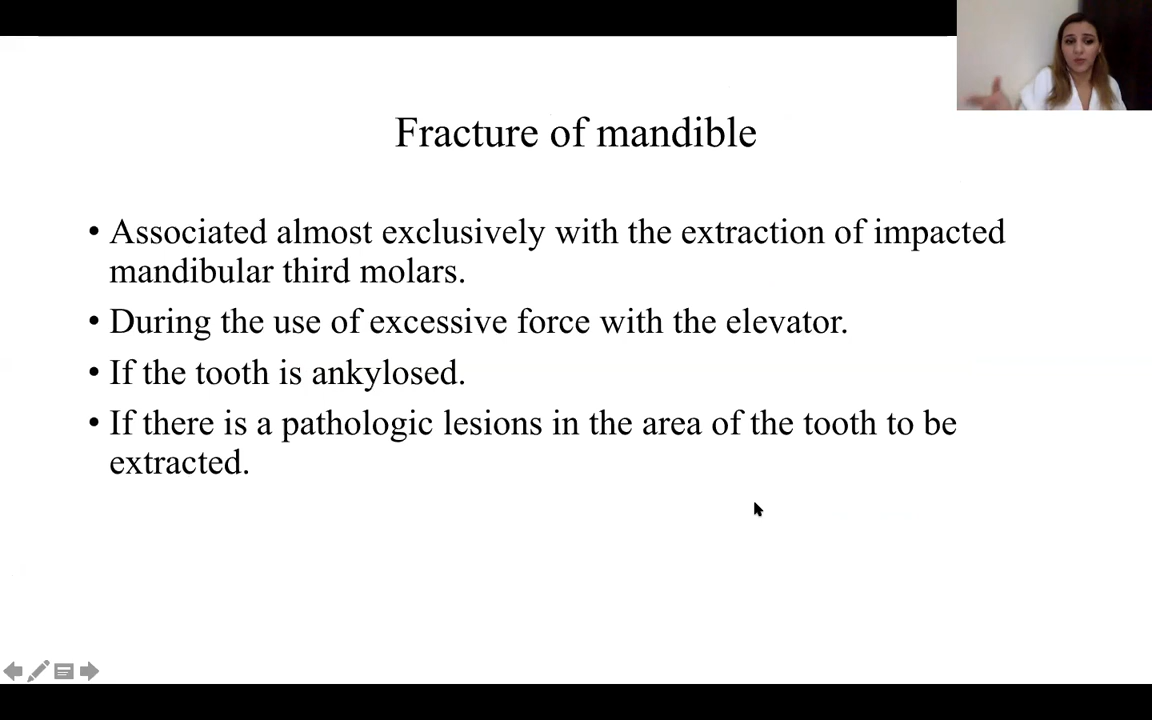 Fracture of mandible
• Associated almost exclusively with the extraction of impacted
mandibular third molars.
• During the use of excessive force with the elevator.
• If the tooth is ankylosed.
• If there is a pathologic lesions in the area of the tooth to be
extracted.